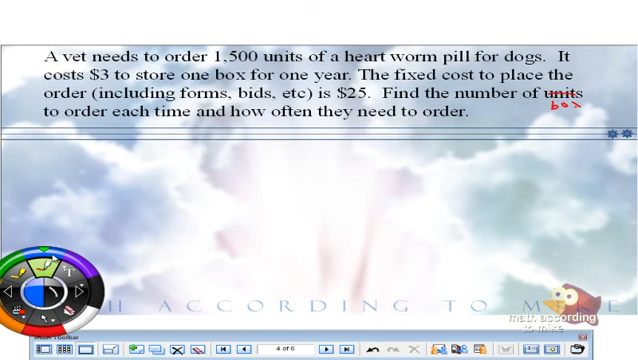 A vet needs to order 1,500 units of a heart worm pill for dogs. It
costs $3 to store one box for one year. The fixed cost to place the
order (including forms, bids, etc) is $25. Find the number of units
box
to order each time and how often they need to order.
T
H ACCORDING TO MIKE
math according
to mike
Toolbar
4 of 6